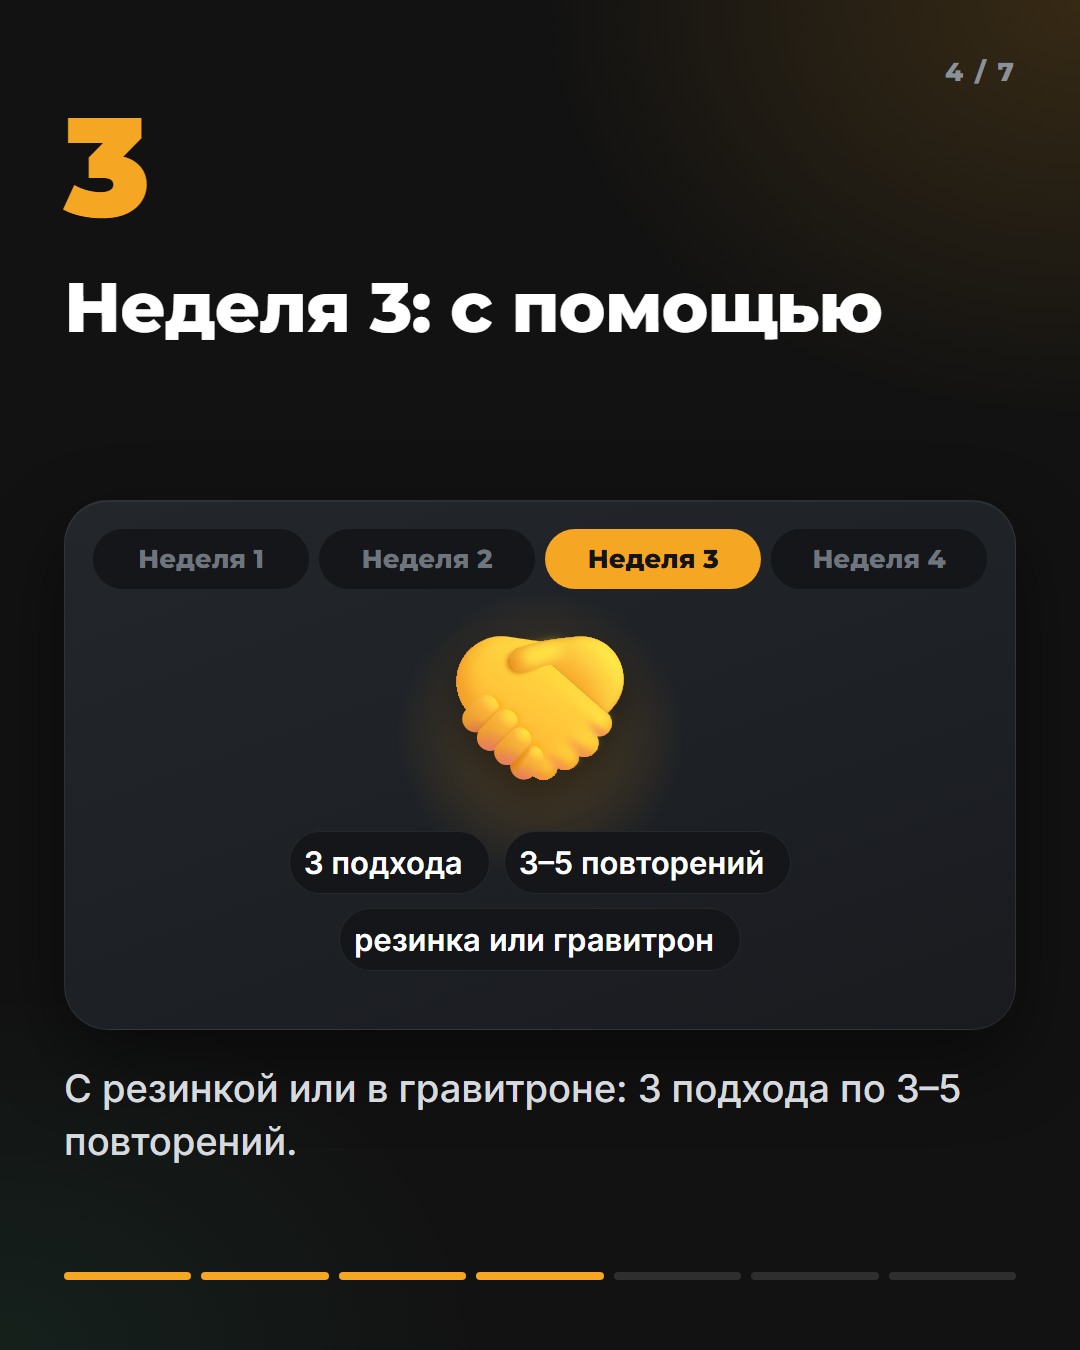 4 / 7
3
Неделя 3: с помощью
Неделя 1
Неделя 2
Неделя 3
Неделя 4
3 подхода
3–5 повторений
резинка или гравитрон
С резинкой или в гравитроне: 3 подхода по 3–5
повторений.